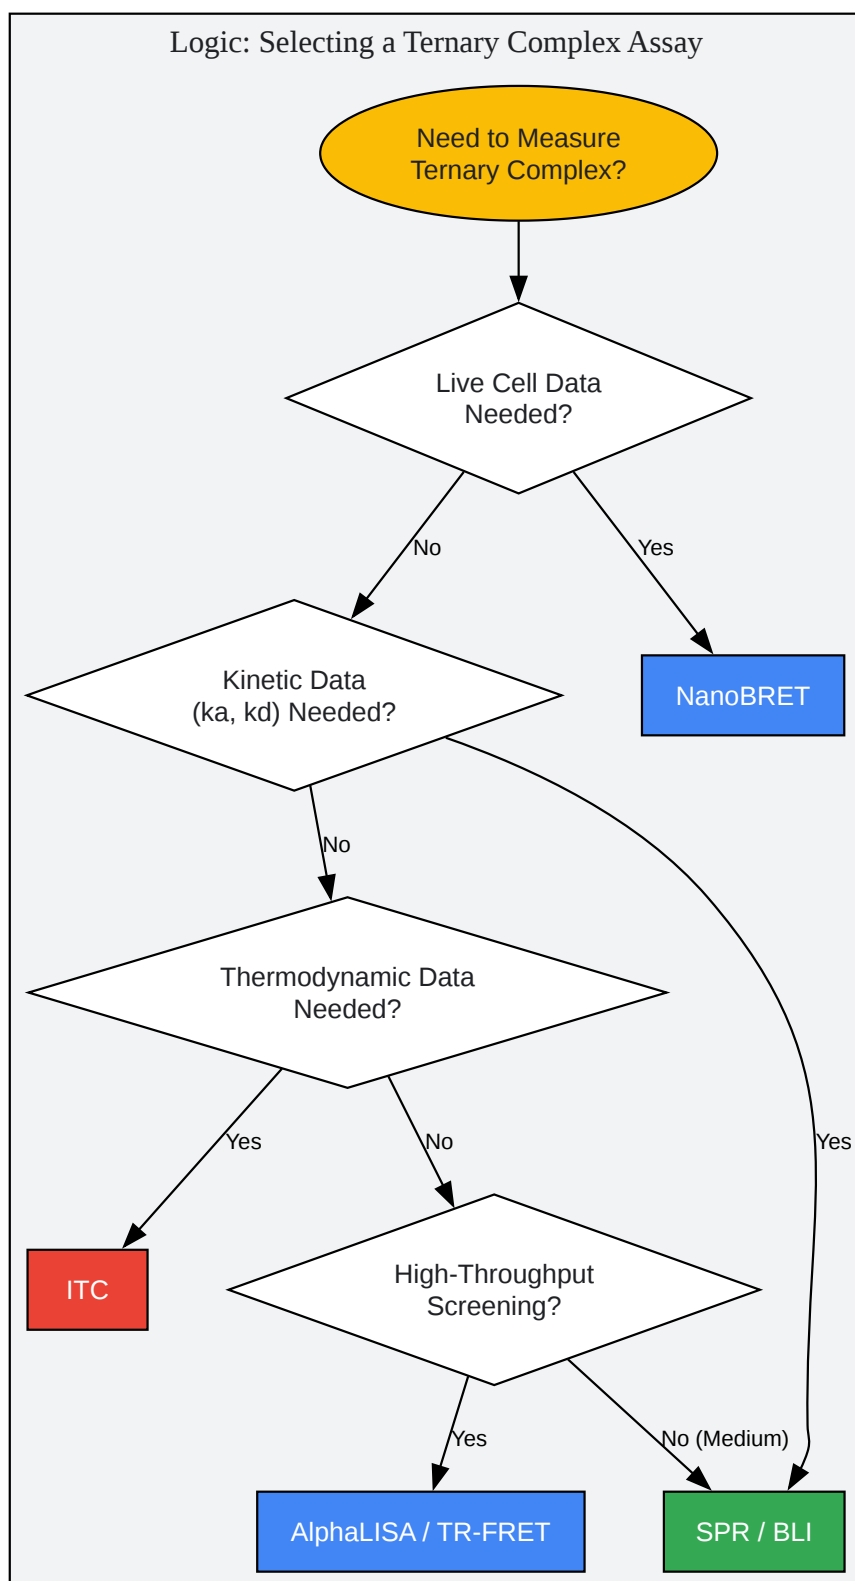 Logic: Selecting a Ternary Complex Assay
Need to Measure
Ternary Complex?
Live Cell Data
Needed?
No
Yes
Kinetic Data
(ka, kd) Needed?
NanoBRET
No
Thermodynamic Data
Needed?
Yes
No
Yes
ITC
High-Throughput
Screening?
Yes
No (Medium)
AlphaLISA / TR-FRET
SPR / BLI